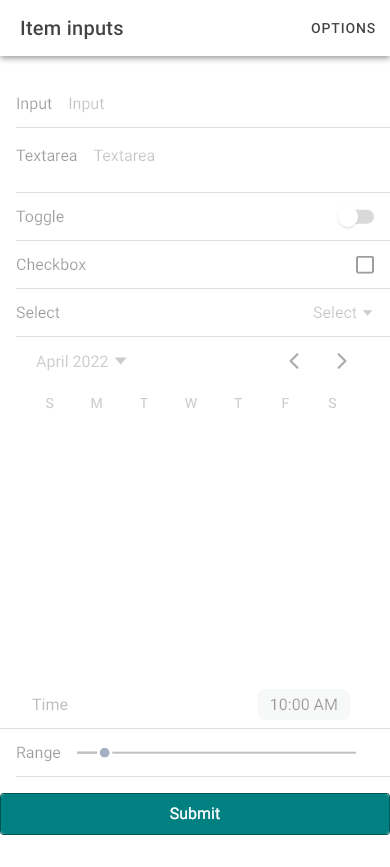 Item inputs OPTIONS
Input Input
Textarea Textarea
Toggle
Checkbox
Select Select
April 2022
S M T W T F S
Time 10:00 AM
Range
Submit